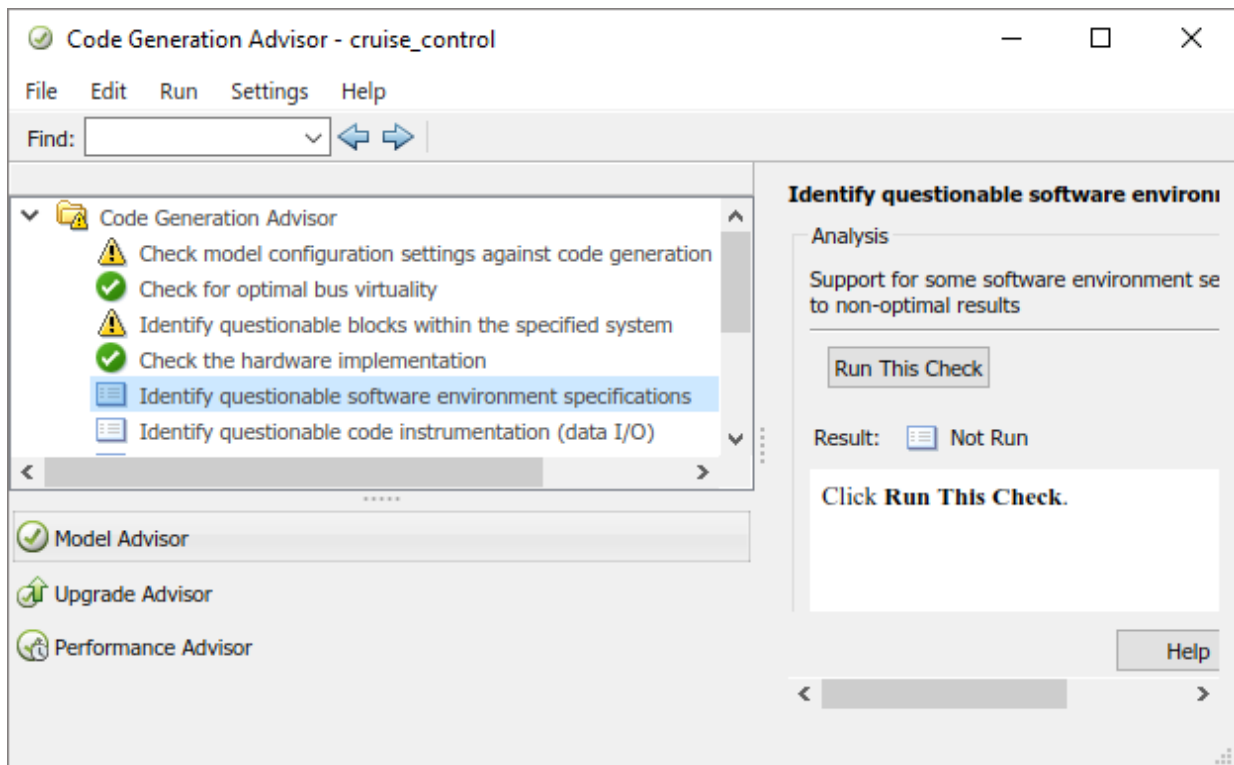 Code Generation Advisor - cruise_control
File Edit Run Settings Help
Find:
Code Generation Advisor
Check model configuration settings against code generation
Check for optimal bus virtuality
Identify questionable blocks within the specified system
Check the hardware implementation
Identify questionable software environment specifications
Identify questionable code instrumentation (data I/O)
Model Advisor
Upgrade Advisor
Performance Advisor
Identify questionable software environ
Analysis
Support for some software environment se
to non-optimal results
Run This Check
Result: Not Run
Click Run This Check.
Help